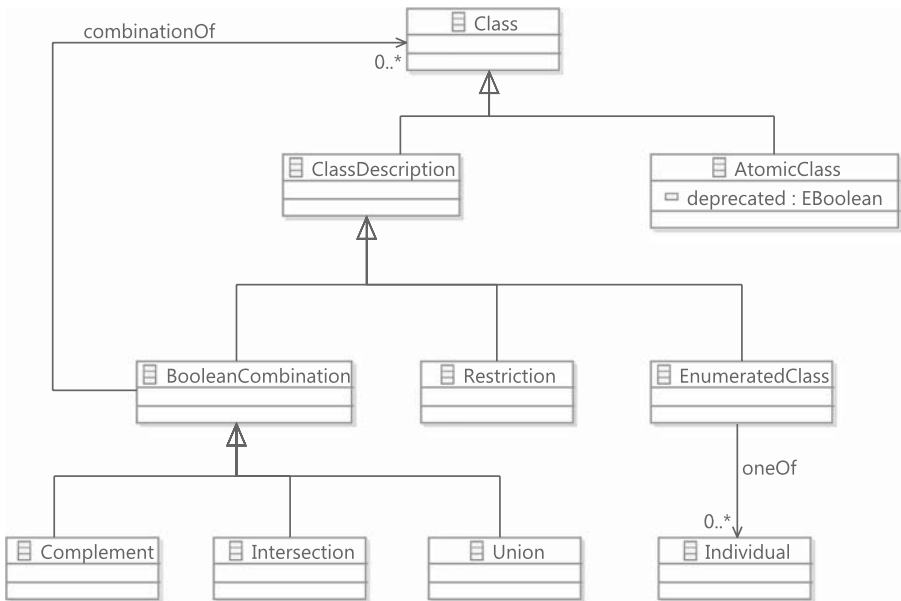 Class
combinationOf
0..*
ClassDescription
AtomicClass
deprecated : EBoolean
BooleanCombination
Restriction
EnumeratedClass
oneOf
0..*
Complement
Intersection
Union
Individual